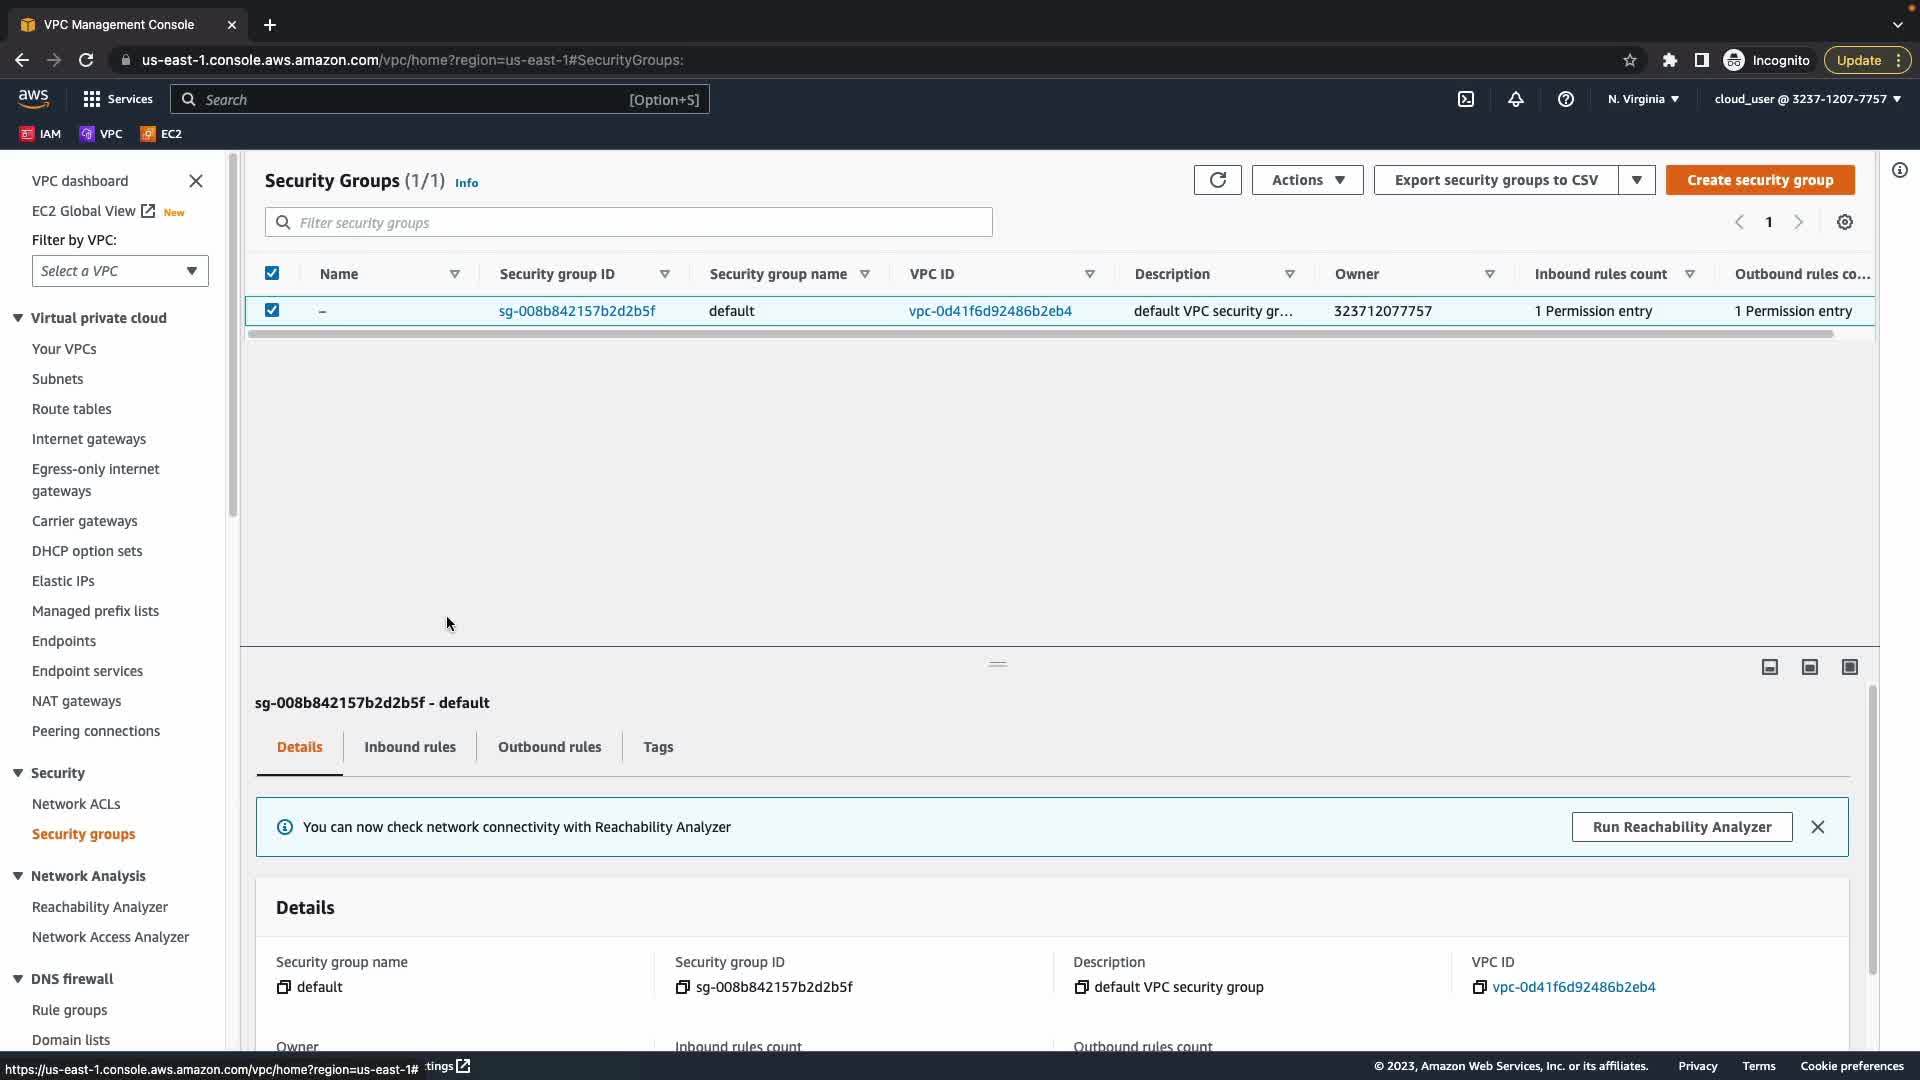 VPC Management Console
us-east-1.console.aws.amazon.com/vpc/home?region=us-east-1#SecurityGroups:
Incognito
Update
aws
Services
Search
[Option+S]
N. Virginia
cloud_user @ 3237-1207-7757
IAM
VPC
EC2
VPC dashboard
EC2 Global View
New
Filter by VPC:
Select a VPC
Virtual private cloud
Your VPCs
Subnets
Route tables
Internet gateways
Egress-only internet
gateways
Carrier gateways
DHCP option sets
Elastic IPs
Managed prefix lists
Endpoints
Endpoint services
NAT gateways
Peering connections
Security
Network ACLs
Security groups
Network Analysis
Reachability Analyzer
Network Access Analyzer
DNS firewall
Rule groups
Domain lists
Security Groups (1/1) Info
Actions
Export security groups to CSV
Create security group
Filter security groups
1
Name
Security group ID
Security group name
VPC ID
Description
Owner
Inbound rules count
Outbound rules co...
–
sg-008b842157b2d2b5f
default
vpc-0d41f6d92486b2eb4
default VPC security gr...
323712077757
1 Permission entry
1 Permission entry
sg-008b842157b2d2b5f - default
Details
Inbound rules
Outbound rules
Tags
You can now check network connectivity with Reachability Analyzer
Run Reachability Analyzer
Details
Security group name
default
Security group ID
sg-008b842157b2d2b5f
Description
default VPC security group
VPC ID
vpc-0d41f6d92486b2eb4
Owner
Inbound rules count
Outbound rules count
https://us-east-1.console.aws.amazon.com/vpc/home?region=us-east-1#
tings
© 2023, Amazon Web Services, Inc. or its affiliates.
Privacy
Terms
Cookie preferences